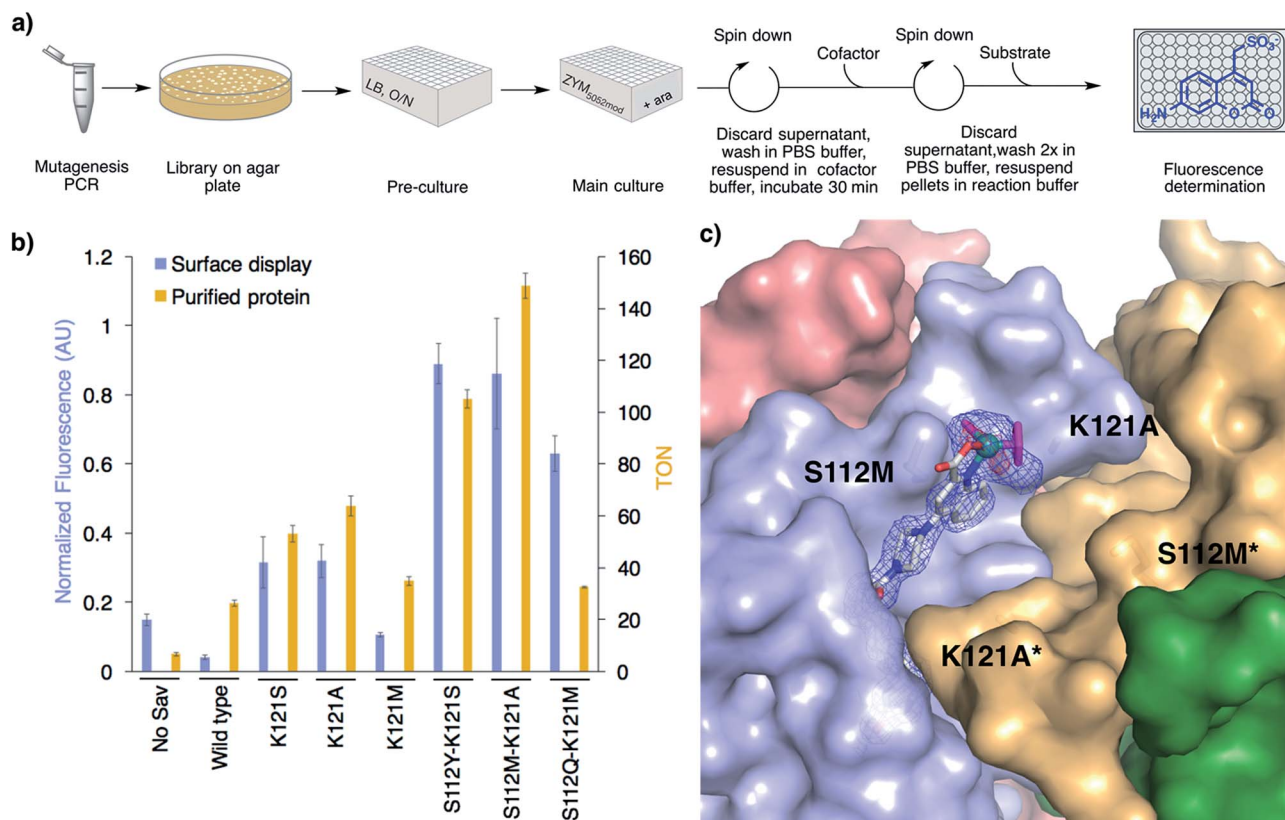 a)
Mutagenesis
PCR
Library on agar
plate
LB, O/N
Pre-culture
ZYM5052mod
+ ara
Main culture
Spin down
Cofactor
Spin down
Substrate
Discard supernatant,
wash in PBS buffer,
resuspend in cofactor
buffer, incubate 30 min
Discard
supernatant,wash 2x in
PBS buffer, resuspend
pellets in reaction buffer
SO3-
H2N
O
O
Fluorescence
determination
b)
Normalized Fluorescence (AU)
1.2
1
0.8
0.6
0.4
0.2
0
Surface display
Purified protein
160
140
120
100
80
60
40
20
0
TON
No Sav
Wild type
K121S
K121A
K121M
S112Y-K121S
S112M-K121A
S112Q-K121M
c)
K121A
S112M
S112M*
K121A*